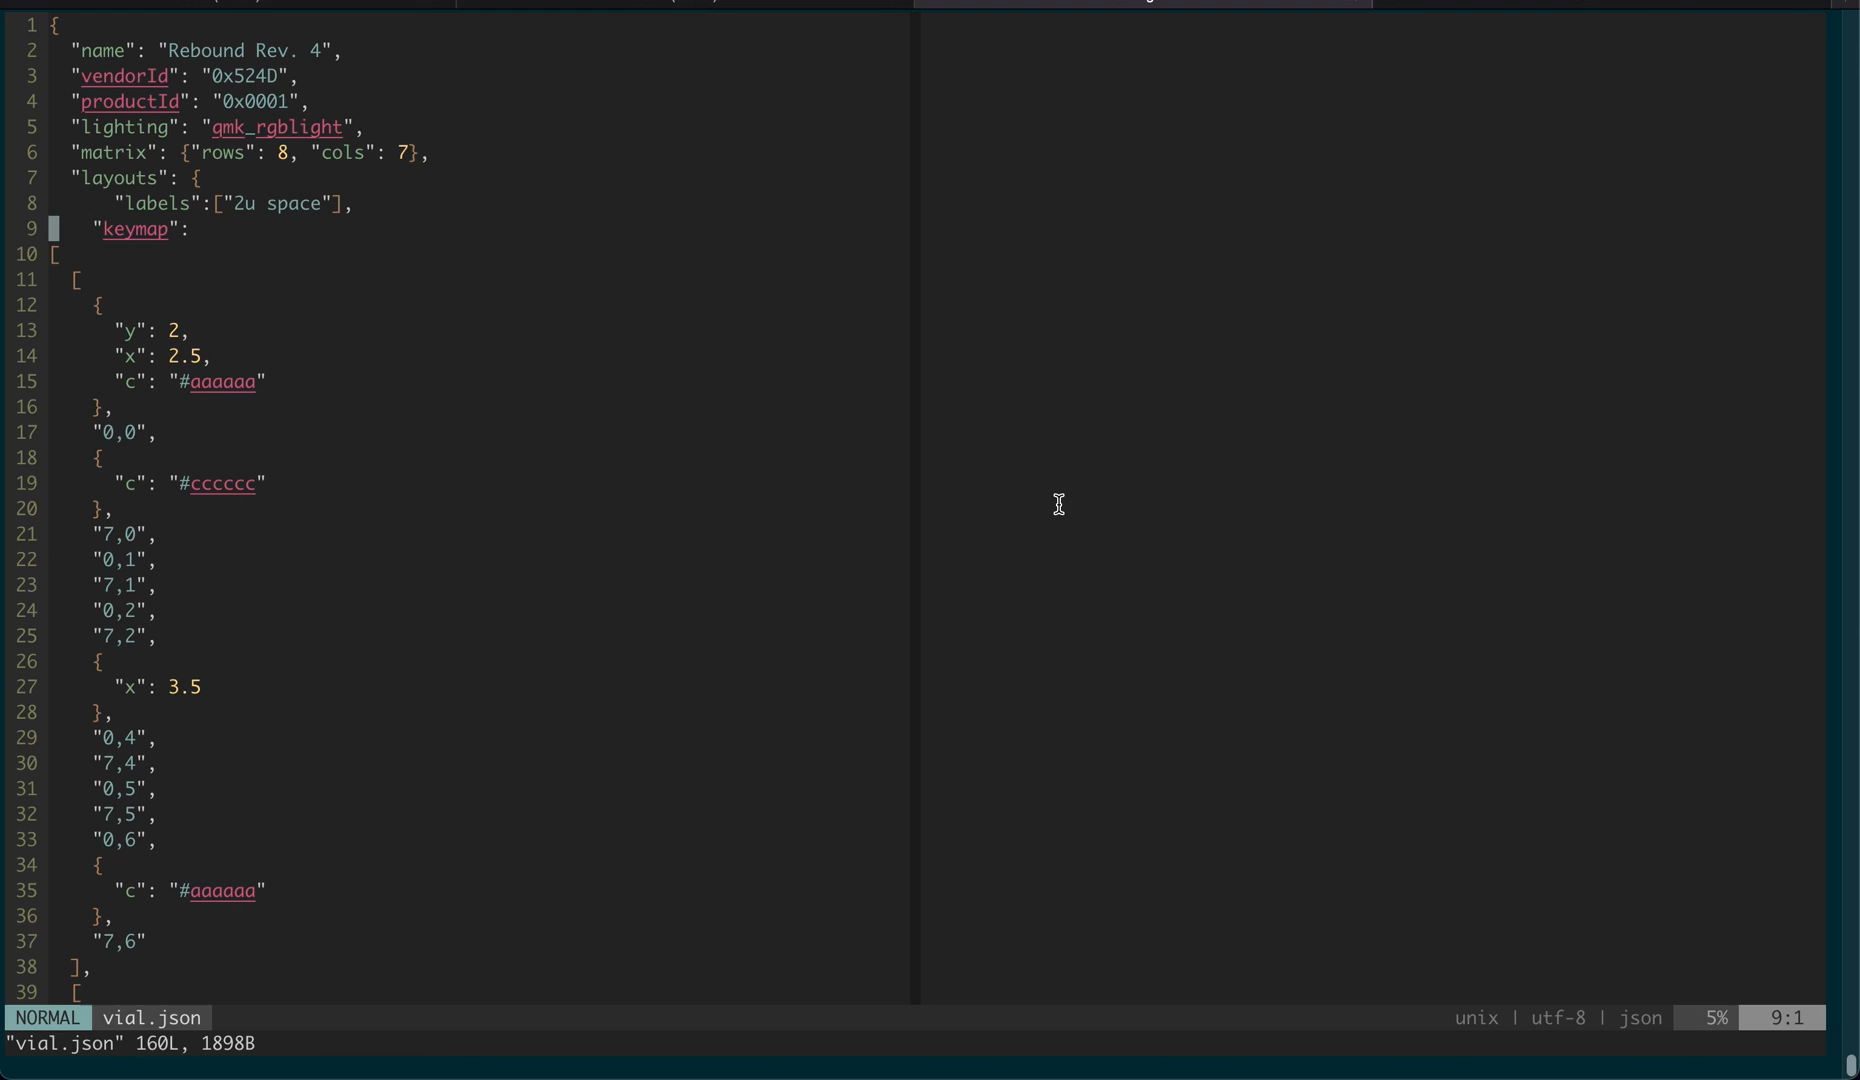 1 {
2   "name": "Rebound Rev. 4",
3   "vendorId": "0x524D",
4   "productId": "0x0001",
5   "lighting": "qmk_rgblight",
6   "matrix": {"rows": 8, "cols": 7},
7   "layouts": {
8       "labels":["2u space"],
9     "keymap":
10 [
11   [
12     {
13       "y": 2,
14       "x": 2.5,
15       "c": "#aaaaaa"
16     },
17     "0,0",
18     {
19       "c": "#cccccc"
20     },
21     "7,0",
22     "0,1",
23     "7,1",
24     "0,2",
25     "7,2",
26     {
27       "x": 3.5
28     },
29     "0,4",
30     "7,4",
31     "0,5",
32     "7,5",
33     "0,6",
34     {
35       "c": "#aaaaaa"
36     },
37     "7,6"
38   ],
39   [
NORMAL vial.json unix | utf-8 | json 5% 9:1
"vial.json" 160L, 1898B